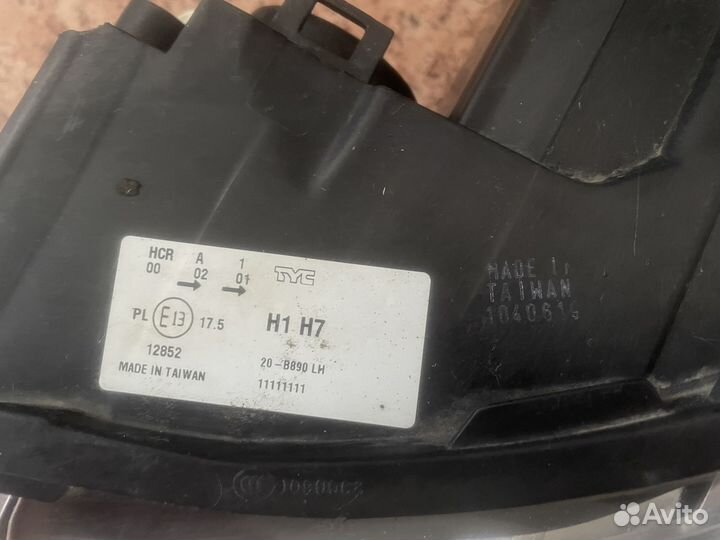 HCR A 1 TYC
00 02 01
PL E13 17.5 H1 H7
12852 20-B890 LH
MADE IN TAIWAN 11111111
MADE IN
TAIWAN
Avito